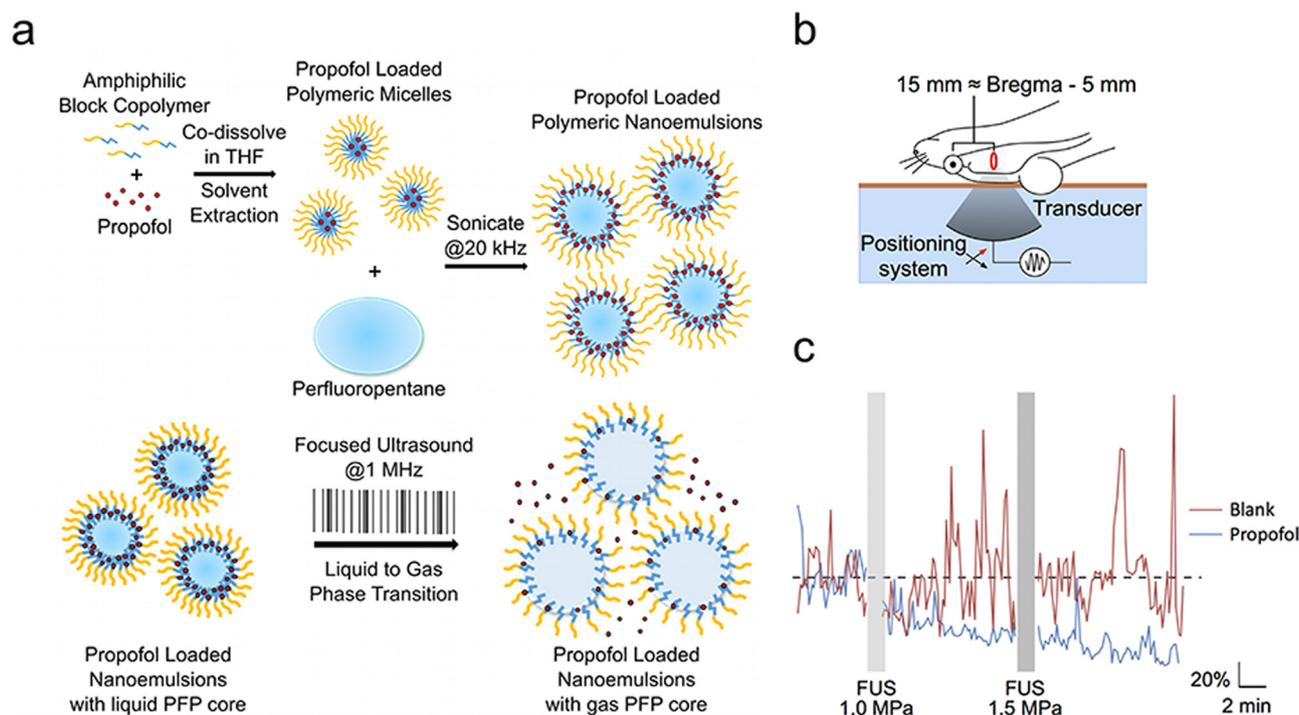 a
Amphiphilic
Block Copolymer
+
Propofol
Co-dissolve
in THF
Solvent
Extraction
Propofol Loaded
Polymeric Micelles
+
Perfluoropentane
Sonicate
@20 kHz
Propofol Loaded
Polymeric Nanoemulsions
Propofol Loaded
Nanoemulsions
with liquid PFP core
Focused Ultrasound
@1 MHz
Liquid to Gas
Phase Transition
Propofol Loaded
Nanoemulsions
with gas PFP core
b
15 mm ≈ Bregma - 5 mm
Transducer
Positioning
system
c
Blank
Propofol
FUS
1.0 MPa
FUS
1.5 MPa
20%
2 min